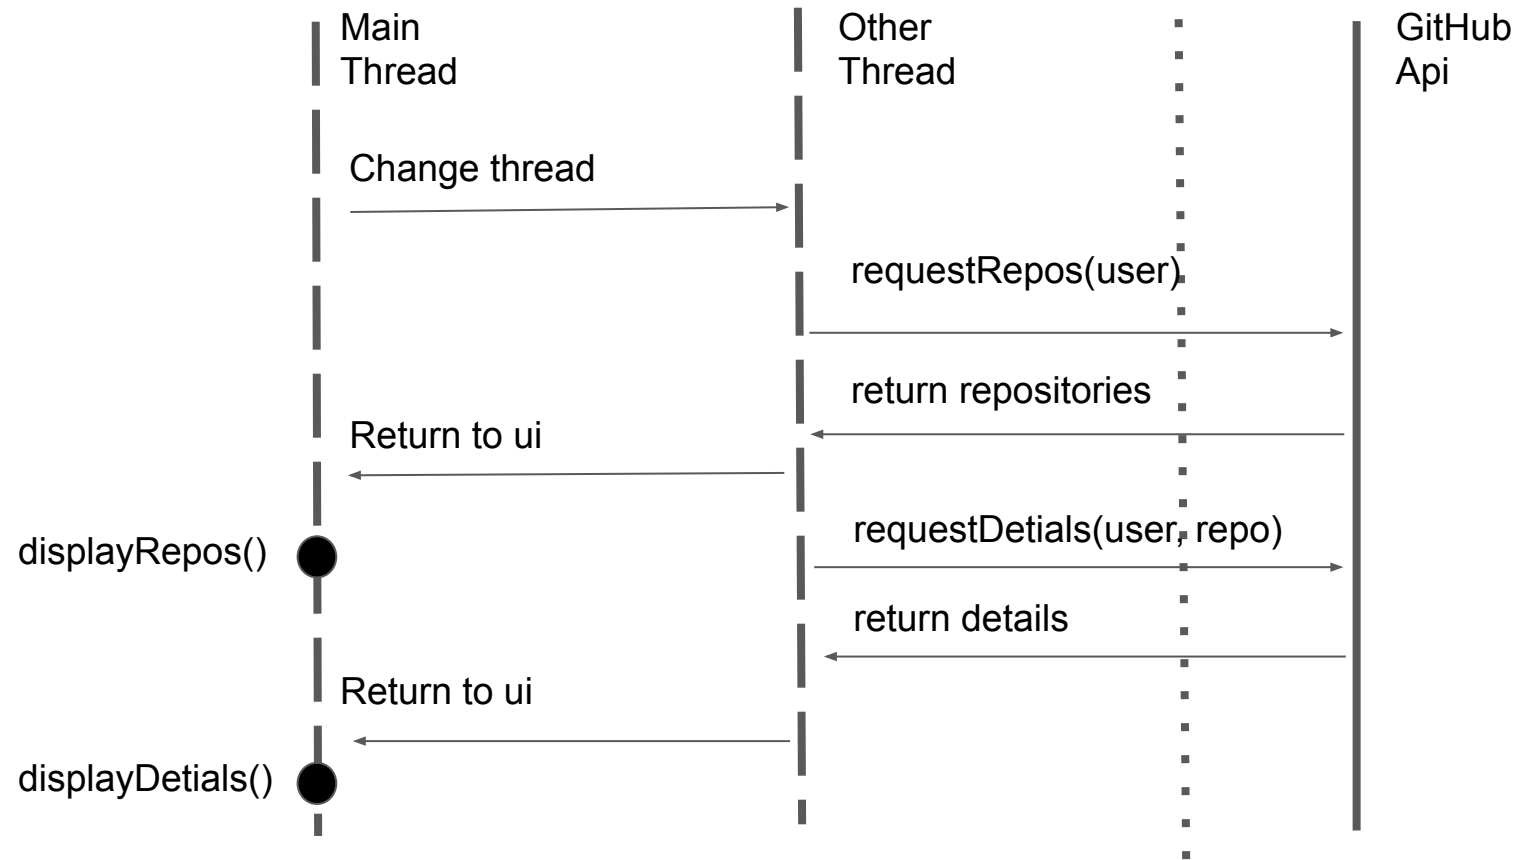 Main
Thread
Other
Thread
GitHub
Api
Change thread
requestRepos(user)
return repositories
Return to ui
requestDetials(user, repo)
displayRepos()
return details
Return to ui
displayDetials()